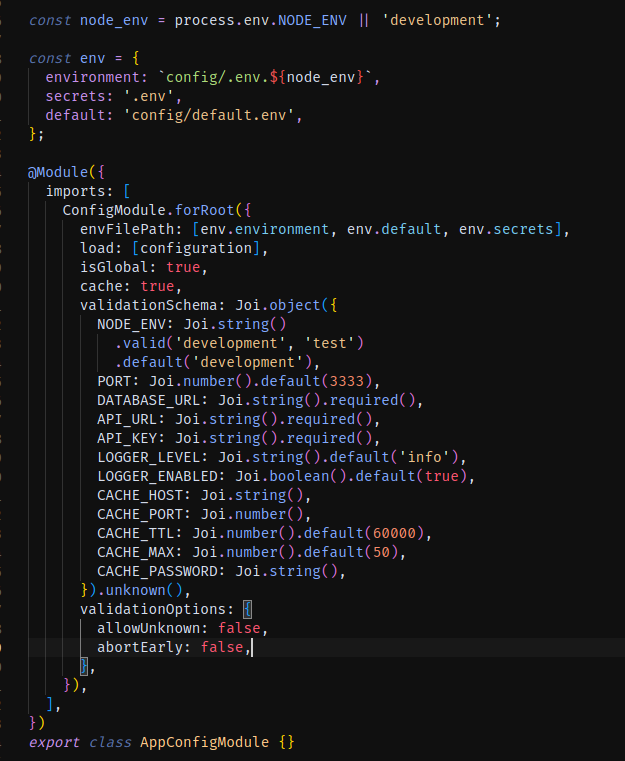 const node_env = process.env.NODE_ENV || 'development';
const env = {
  environment: `config/.env.${node_env}`,
  secrets: '.env',
  default: 'config/default.env',
};
@Module({
  imports: [
    ConfigModule.forRoot({
      envFilePath: [env.environment, env.default, env.secrets],
      load: [configuration],
      isGlobal: true,
      cache: true,
      validationSchema: Joi.object({
        NODE_ENV: Joi.string()
          .valid('development', 'test')
          .default('development'),
        PORT: Joi.number().default(3333),
        DATABASE_URL: Joi.string().required(),
        API_URL: Joi.string().required(),
        API_KEY: Joi.string().required(),
        LOGGER_LEVEL: Joi.string().default('info'),
        LOGGER_ENABLED: Joi.boolean().default(true),
        CACHE_HOST: Joi.string(),
        CACHE_PORT: Joi.number(),
        CACHE_TTL: Joi.number().default(60000),
        CACHE_MAX: Joi.number().default(50),
        CACHE_PASSWORD: Joi.string(),
      }).unknown(),
      validationOptions: {
        allowUnknown: false,
        abortEarly: false,
      },
    }),
  ],
})
export class AppConfigModule {}